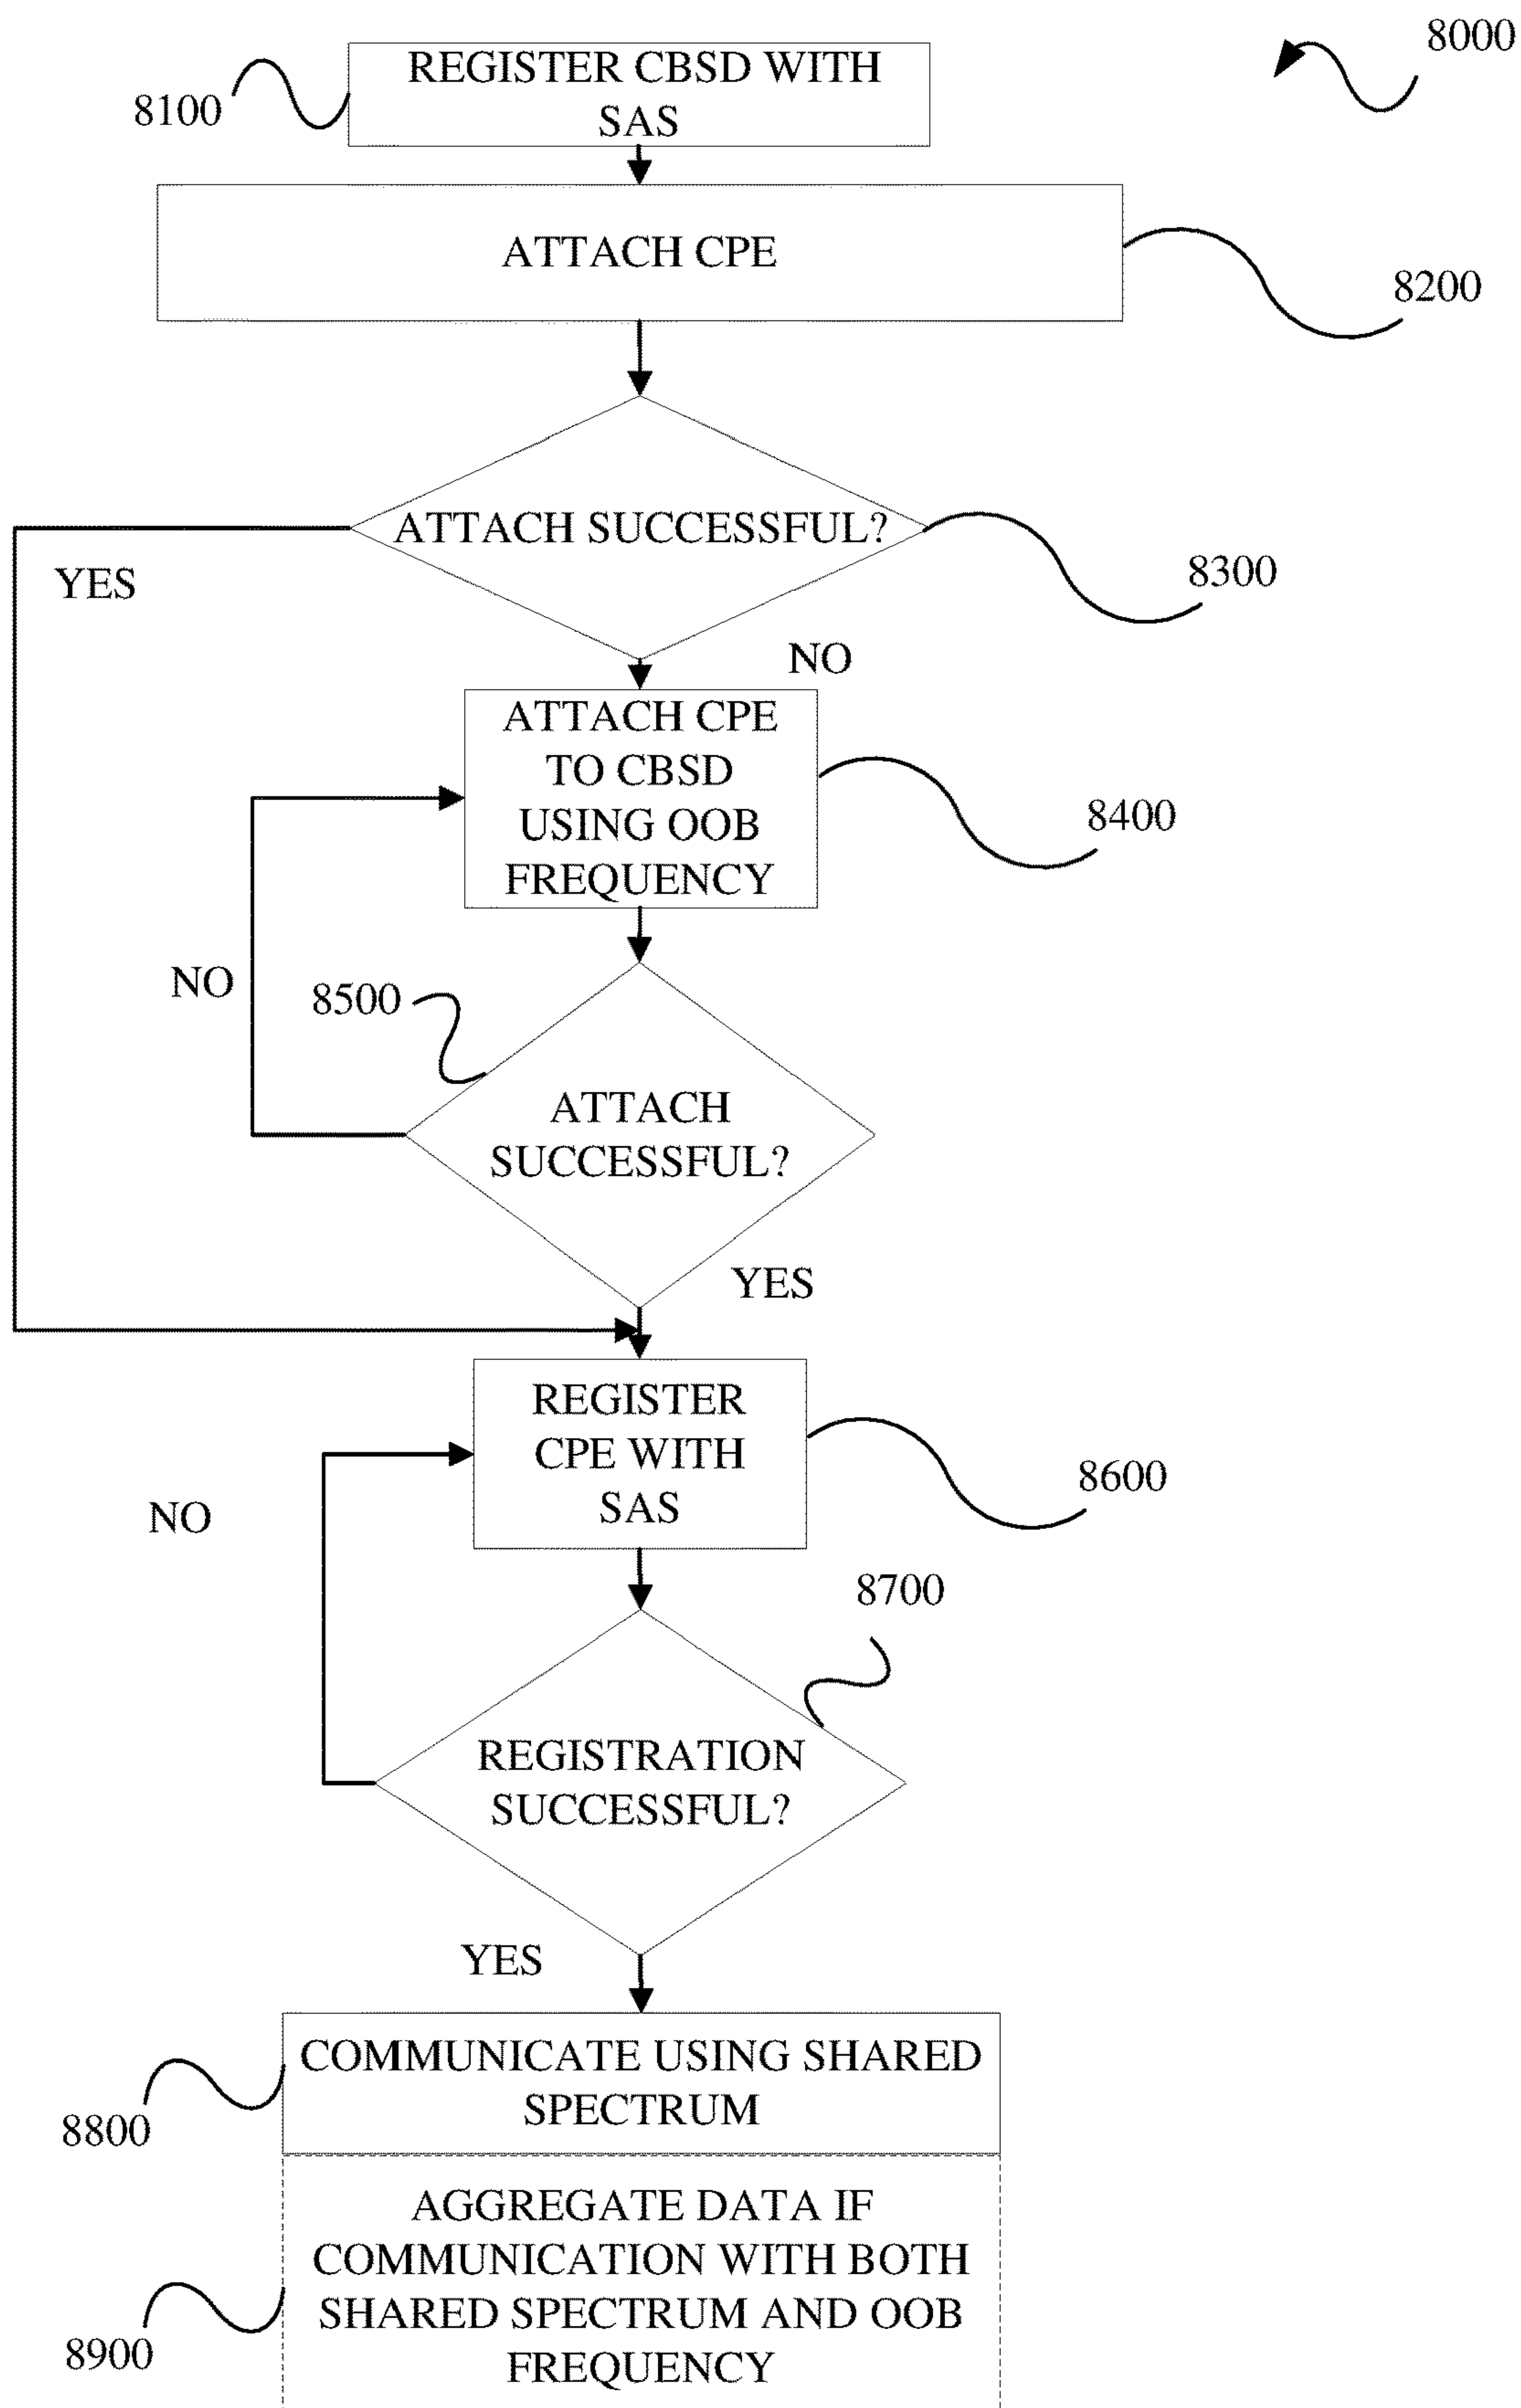 8000
REGISTER CBSD WITH
SAS
8100
ATTACH CPE
8200
ATTACH SUCCESSFUL?
8300
YES
NO
ATTACH CPE
TO CBSD
USING OOB
FREQUENCY
8400
NO
8500
ATTACH
SUCCESSFUL?
YES
REGISTER
CPE WITH
SAS
8600
NO
8700
REGISTRATION
SUCCESSFUL?
YES
COMMUNICATE USING SHARED
SPECTRUM
8800
AGGREGATE DATA IF
COMMUNICATION WITH BOTH
SHARED SPECTRUM AND OOB
FREQUENCY
8900